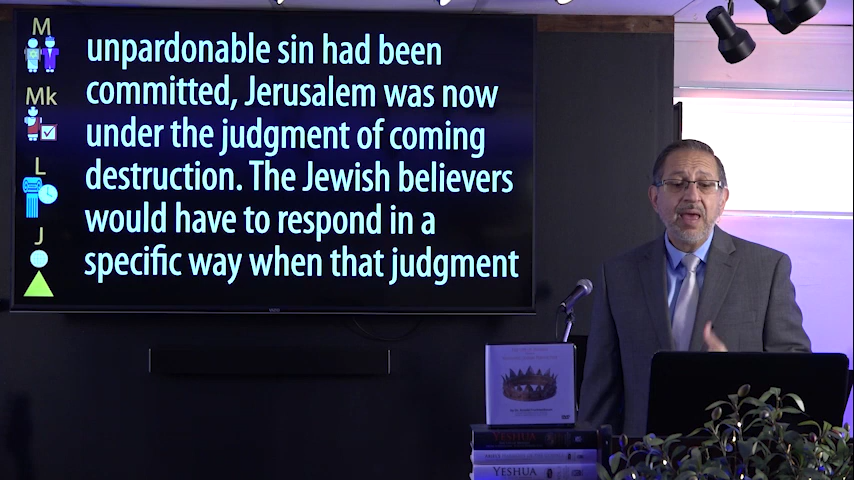 M
unpardonable sin had been
Mk
committed, Jerusalem was now
under the judgment of coming
L
destruction. The Jewish believers
would have to respond in a
J
specific way when that judgment
YESHUA
YESHUA